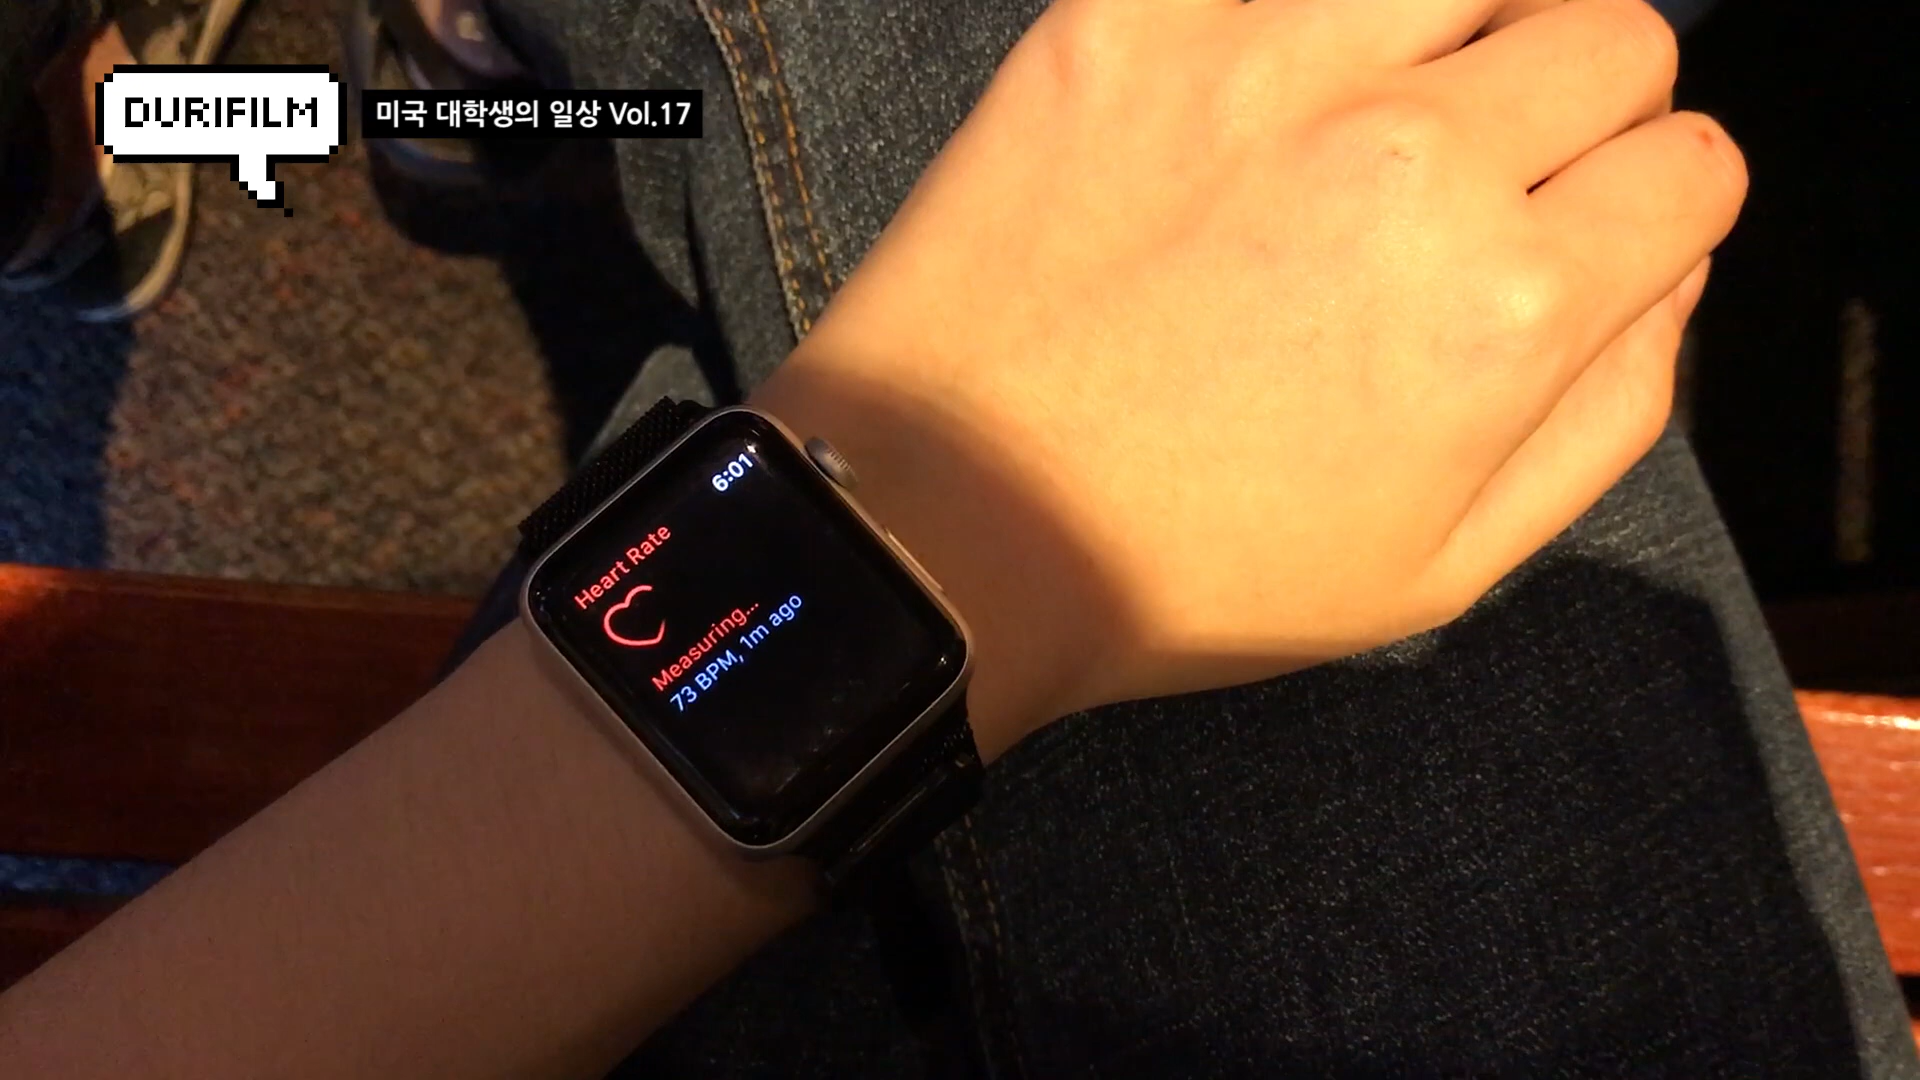 DURIFILM
미국 대학생의 일상 Vol.17
6:01
Heart Rate
Measuring...
73 BPM, 1m ago